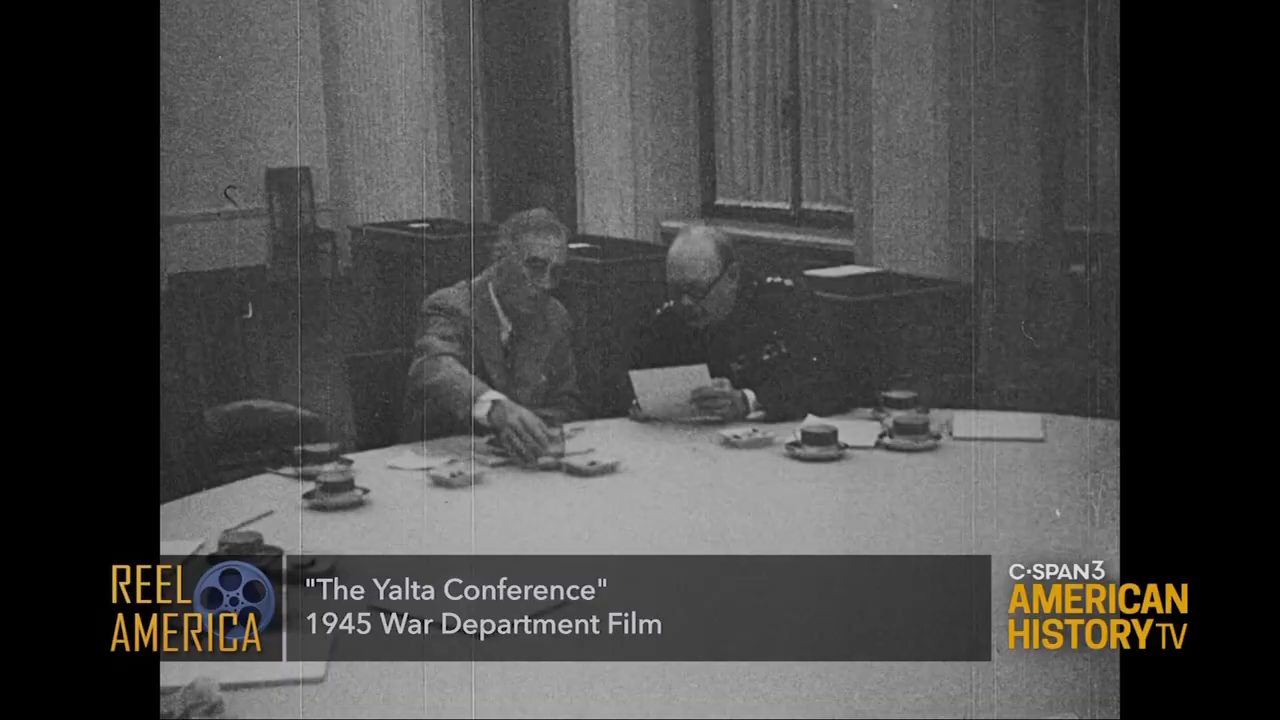 REEL
AMERICA
"The Yalta Conference"
1945 War Department Film
C-SPAN3
AMERICAN
HISTORY TV